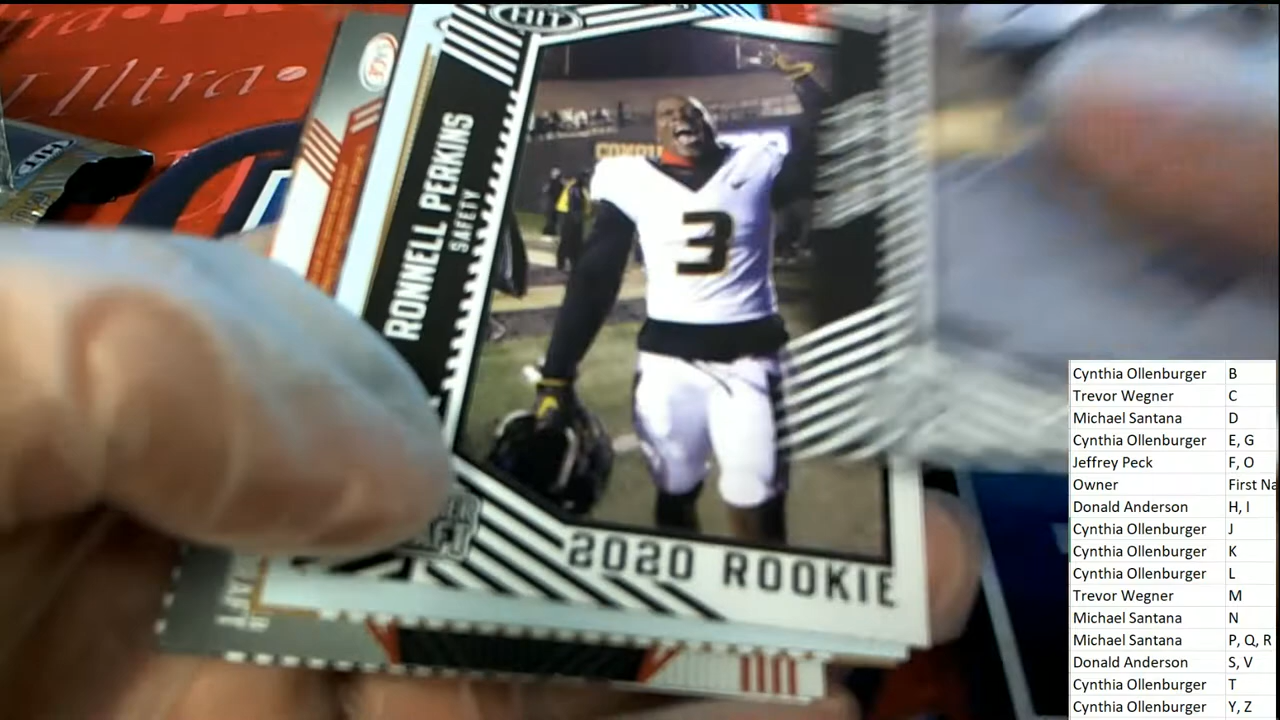 Ultra
HIT
SAGE
HIT
RONNELL PERKINS
SAFETY
3
2020 ROOKIE
Cynthia Ollenburger B
Trevor Wegner C
Michael Santana D
Cynthia Ollenburger E, G
Jeffrey Peck F, O
Owner First Na
Donald Anderson H, I
Cynthia Ollenburger J
Cynthia Ollenburger K
Cynthia Ollenburger L
Trevor Wegner M
Michael Santana N
Michael Santana P, Q, R
Donald Anderson S, V
Cynthia Ollenburger T
Cynthia Ollenburger Y, Z